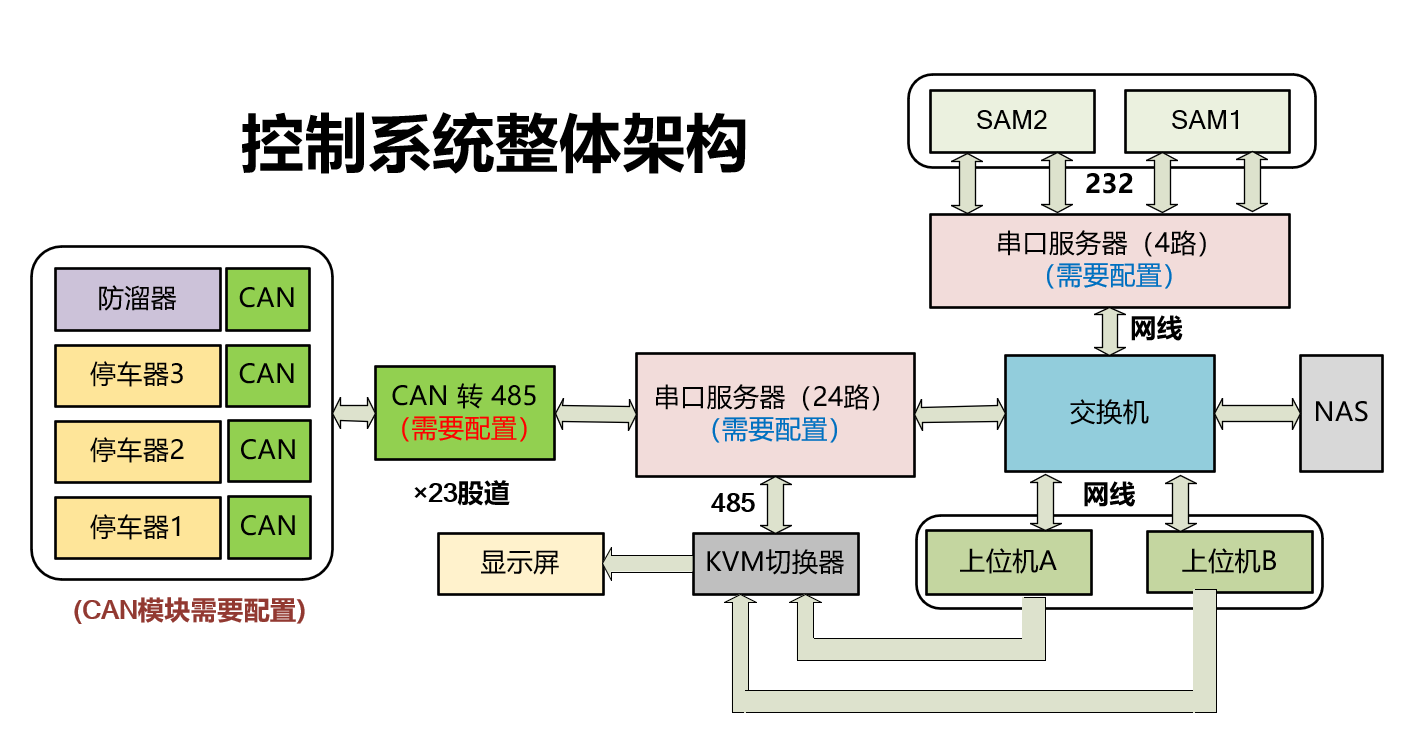 控制系统整体架构
SAM2
SAM1
232
串口服务器（4路）
（需要配置）
网线
防溜器
CAN
停车器3
CAN
停车器2
CAN
停车器1
CAN
(CAN模块需要配置)
CAN 转 485
（需要配置）
×23股道
串口服务器（24路）
（需要配置）
交换机
NAS
485
网线
显示屏
KVM切换器
上位机A
上位机B